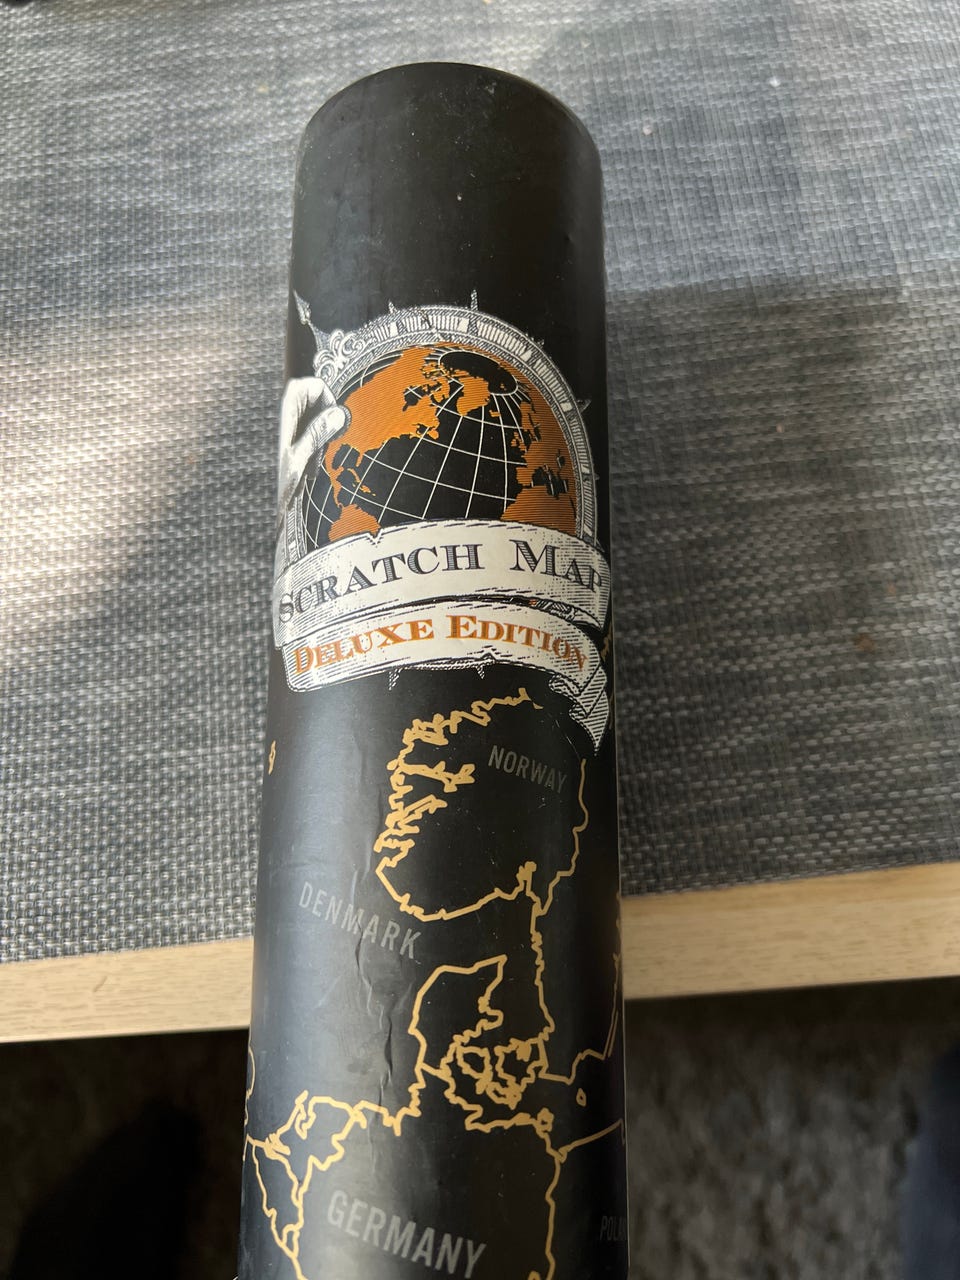 SCRATCH MAP
DELUXE EDITION
NORWAY
DENMARK
GERMANY